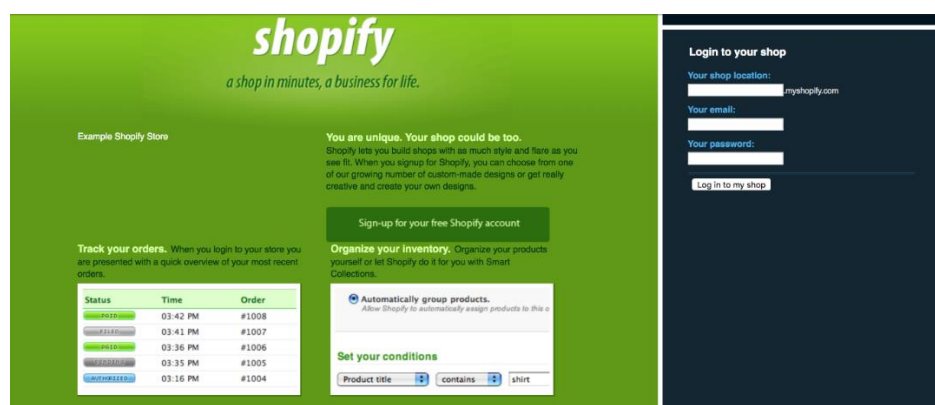 shopify
a shop in minutes, a business for life.
Example Shopify Store
You are unique. Your shop could be too.
Shopify lets you build shops with as much style and flare as you
see fit. When you signup for Shopify, you can choose from one
of our growing number of custom-made designs or get really
creative and create your own designs.
Sign-up for your free Shopify account
Track your orders. When you login to your store you
are presented with a quick overview of your most recent
orders.
Status Time Order
PAID 03:42 PM #1008
03:41 PM #1007
PAID 03:36 PM #1006
03:35 PM #1005
AUTHORIZED 03:16 PM #1004
Organize your inventory. Organize your products
yourself or let Shopify do it for you with Smart
Collections.
Automatically group products.
Allow Shopify to automatically assign products to this
Set your conditions
Product title contains shirt
Login to your shop
Your shop location:
.myshopify.com
Your email:
Your password:
Log in to my shop